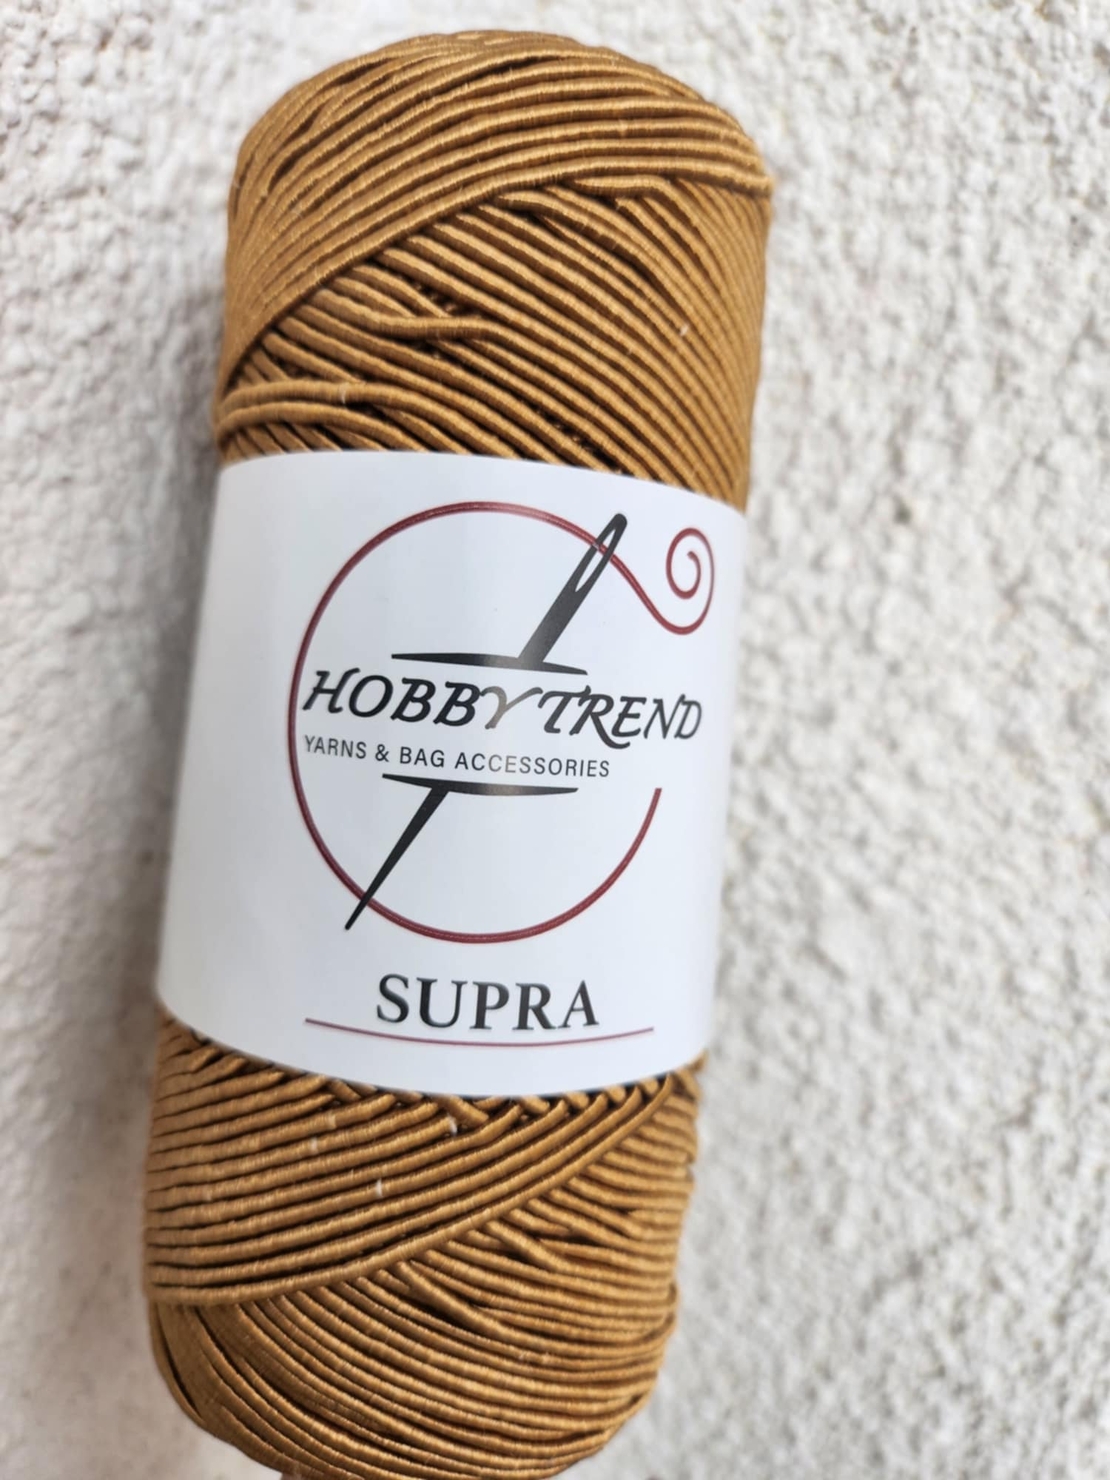 HOBBYTREND
YARNS & BAG ACCESSORIES
SUPRA